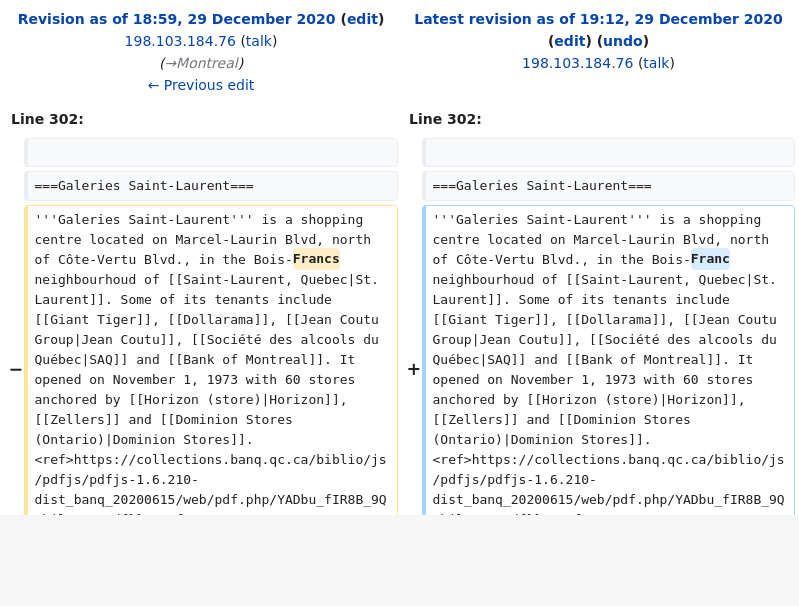 Revision as of 18:59, 29 December 2020 (edit)
198.103.184.76 (talk)
(→Montreal)
← Previous edit
Latest revision as of 19:12, 29 December 2020
(edit) (undo)
198.103.184.76 (talk)
Line 302:
Line 302:
===Galeries Saint-Laurent===
===Galeries Saint-Laurent===
−
'''Galeries Saint-Laurent''' is a shopping
centre located on Marcel-Laurin Blvd, north
of Côte-Vertu Blvd., in the Bois-Francs
neighbourhoud of [[Saint-Laurent, Quebec|St.
Laurent]]. Some of its tenants include
[[Giant Tiger]], [[Dollarama]], [[Jean Coutu
Group|Jean Coutu]], [[Société des alcools du
Québec|SAQ]] and [[Bank of Montreal]]. It
opened on November 1, 1973 with 60 stores
anchored by [[Horizon (store)|Horizon]],
[[Zellers]] and [[Dominion Stores
(Ontario)|Dominion Stores]].
<ref>https://collections.banq.qc.ca/biblio/js
/pdfjs/pdfjs-1.6.210-
dist_banq_20200615/web/pdf.php/YADbu_fIR8B_9Q
+
'''Galeries Saint-Laurent''' is a shopping
centre located on Marcel-Laurin Blvd, north
of Côte-Vertu Blvd., in the Bois-Franc
neighbourhoud of [[Saint-Laurent, Quebec|St.
Laurent]]. Some of its tenants include
[[Giant Tiger]], [[Dollarama]], [[Jean Coutu
Group|Jean Coutu]], [[Société des alcools du
Québec|SAQ]] and [[Bank of Montreal]]. It
opened on November 1, 1973 with 60 stores
anchored by [[Horizon (store)|Horizon]],
[[Zellers]] and [[Dominion Stores
(Ontario)|Dominion Stores]].
<ref>https://collections.banq.qc.ca/biblio/js
/pdfjs/pdfjs-1.6.210-
dist_banq_20200615/web/pdf.php/YADbu_fIR8B_9Q